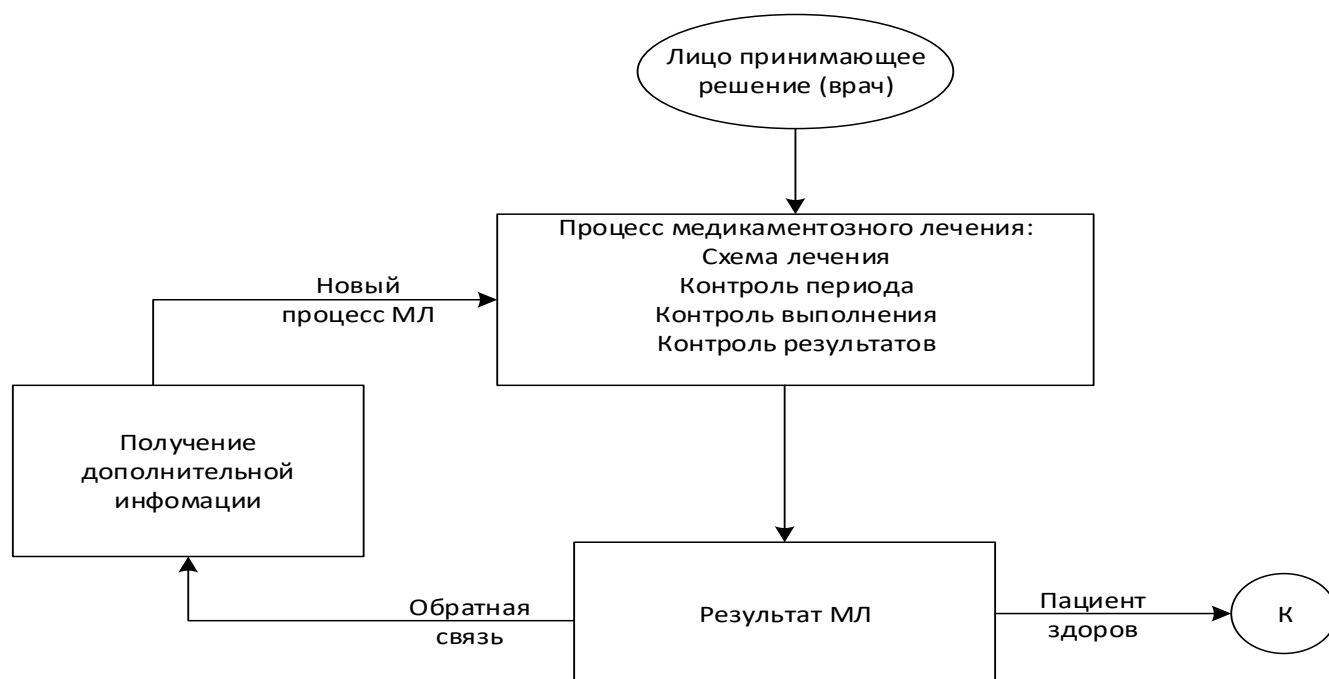 Лицо принимающее
решение (врач)
Процесс медикаментозного лечения:
Схема лечения
Контроль периода
Контроль выполнения
Контроль результатов
Новый
процесс МЛ
Получение
дополнительной
инфомации
Обратная
связь
Результат МЛ
Пациент
здоров
К